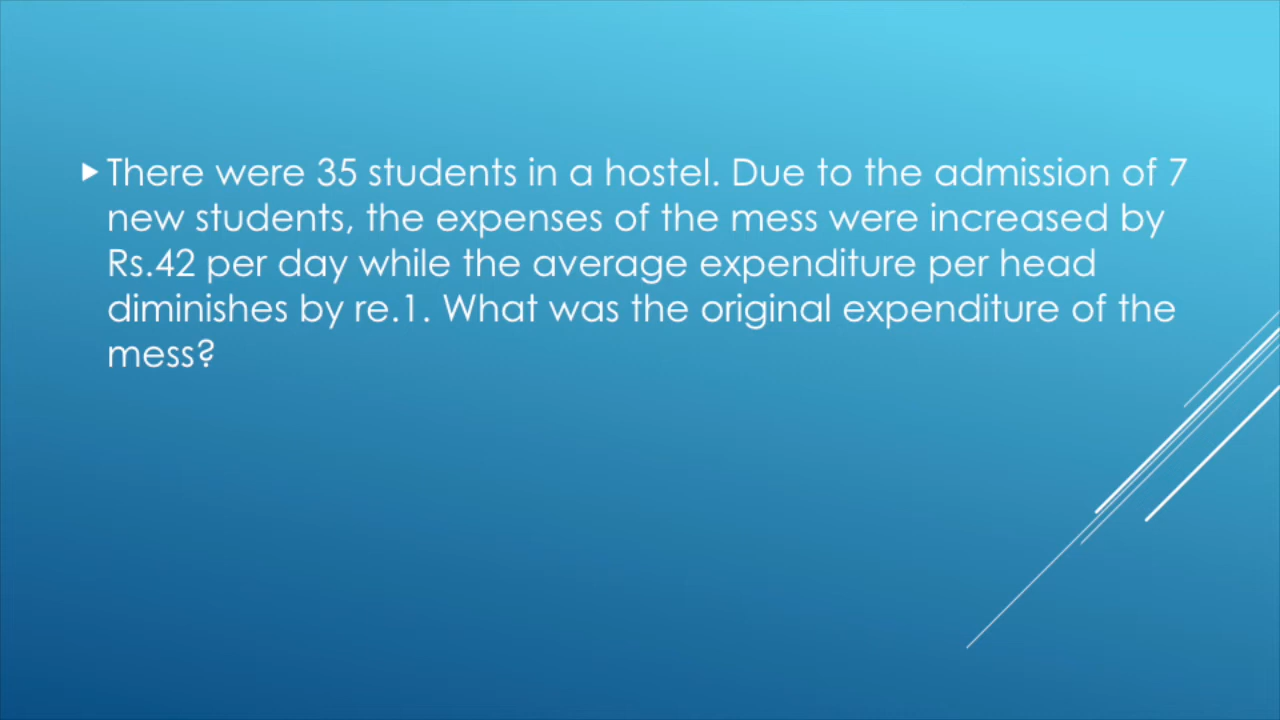 There were 35 students in a hostel. Due to the admission of 7
new students, the expenses of the mess were increased by
Rs.42 per day while the average expenditure per head
diminishes by re.1. What was the original expenditure of the
mess?